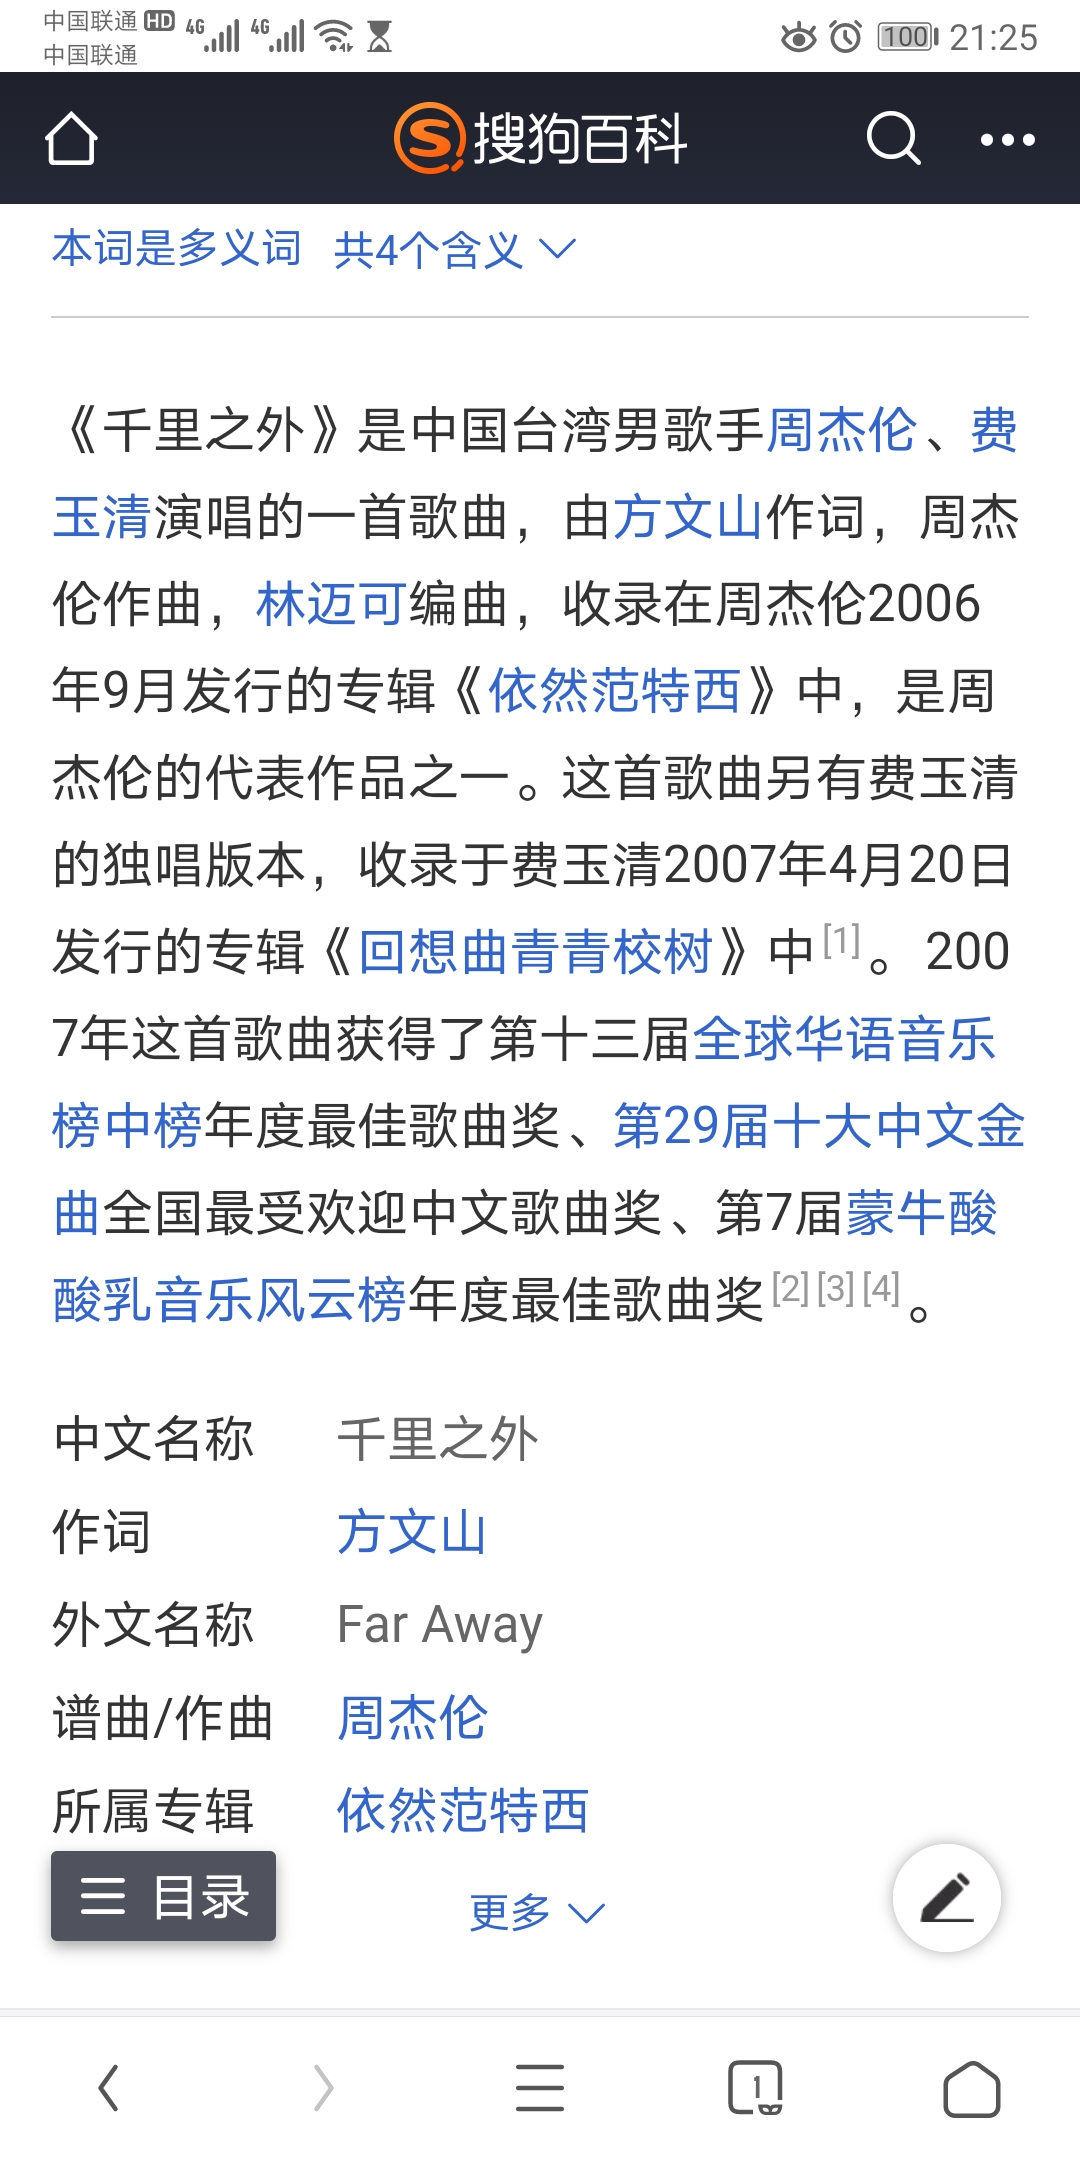 中国联通 HD 4G 4G 100 21:25
中国联通
搜狗百科
本词是多义词 共4个含义
《千里之外》是中国台湾男歌手周杰伦、费
玉清演唱的一首歌曲，由方文山作词，周杰
伦作曲，林迈可编曲，收录在周杰伦2006
年9月发行的专辑《依然范特西》中，是周
杰伦的代表作品之一。这首歌曲另有费玉清
的独唱版本，收录于费玉清2007年4月20日
发行的专辑《回想曲青青校树》中[1]。200
7年这首歌曲获得了第十三届全球华语音乐
榜中榜年度最佳歌曲奖、第29届十大中文金
曲全国最受欢迎中文歌曲奖、第7届蒙牛酸
酸乳音乐风云榜年度最佳歌曲奖[2][3][4]。
中文名称 千里之外
作词 方文山
外文名称 Far Away
谱曲/作曲 周杰伦
所属专辑 依然范特西
目录 更多
1